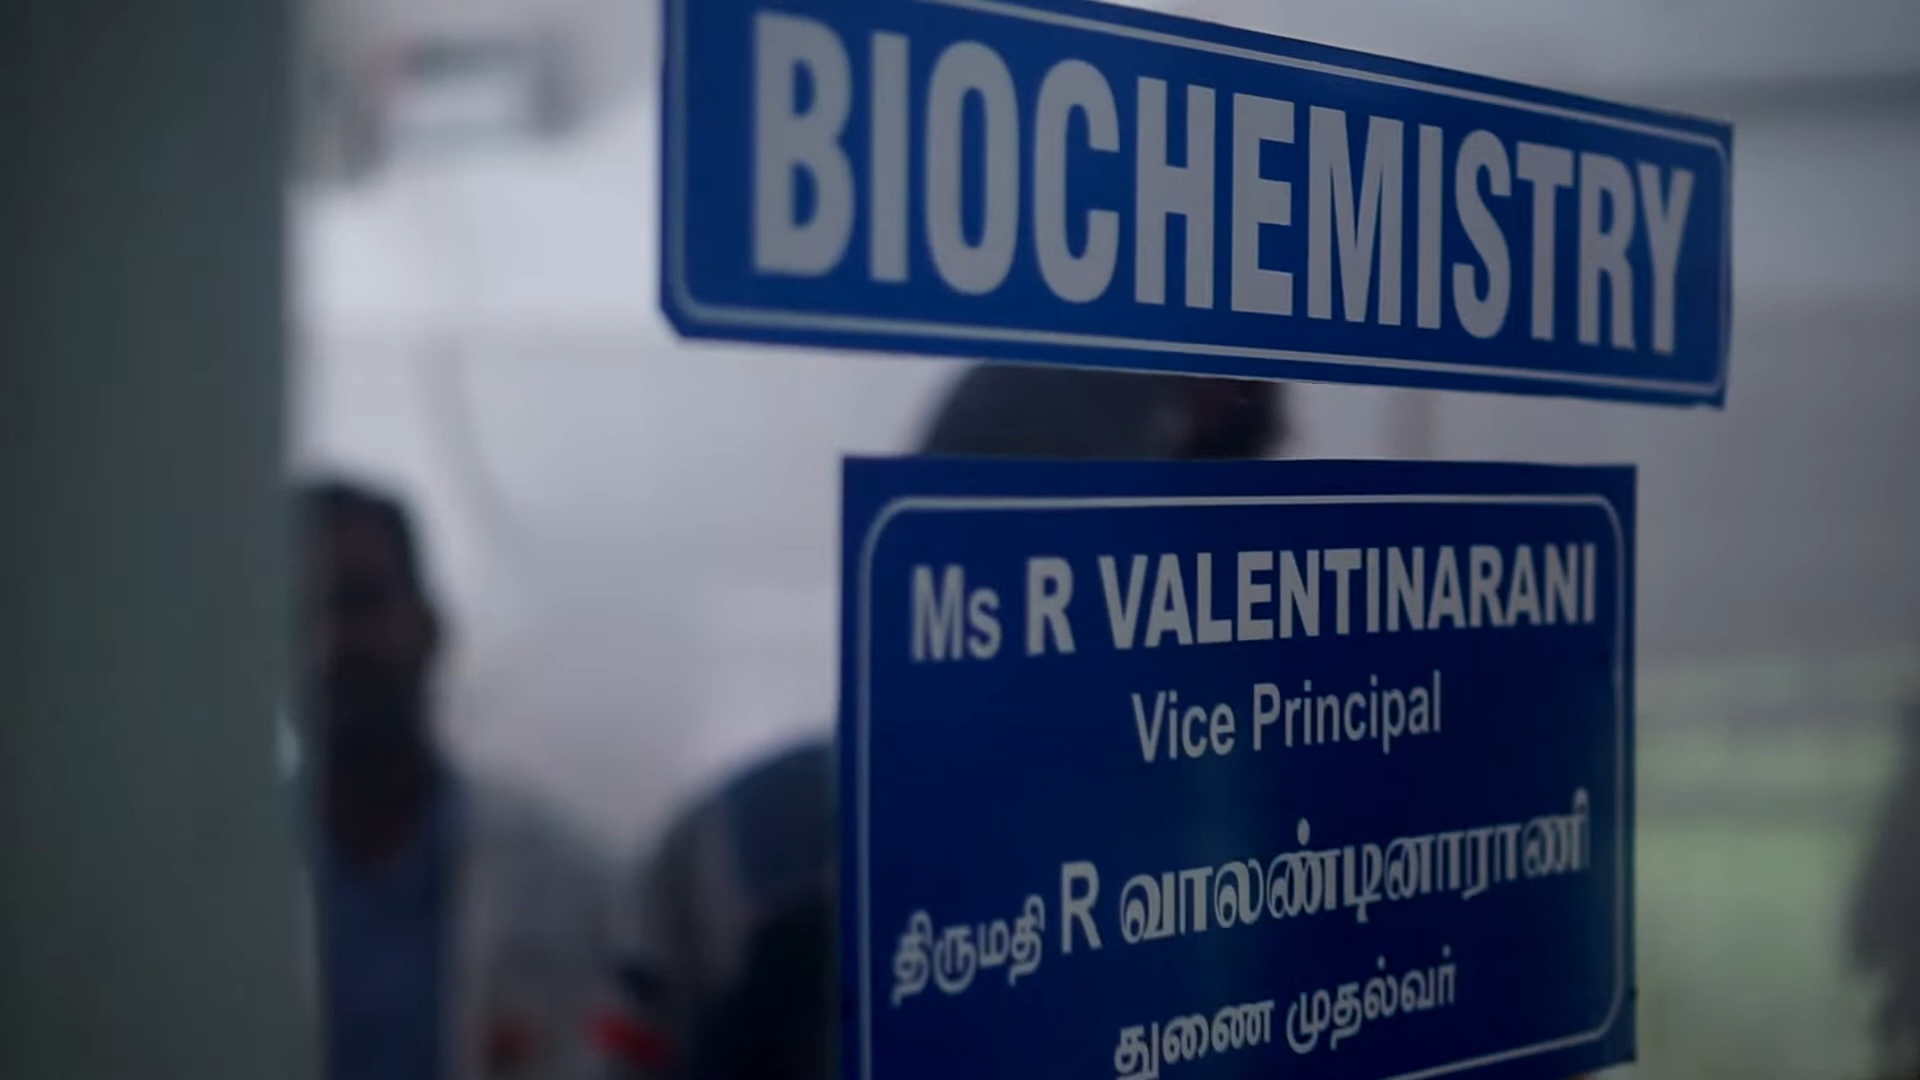 BIOCHEMISTRY
Ms R VALENTINARANI
Vice Principal
திருமதி R வாலண்டினாராணி
துணை முதல்வர்